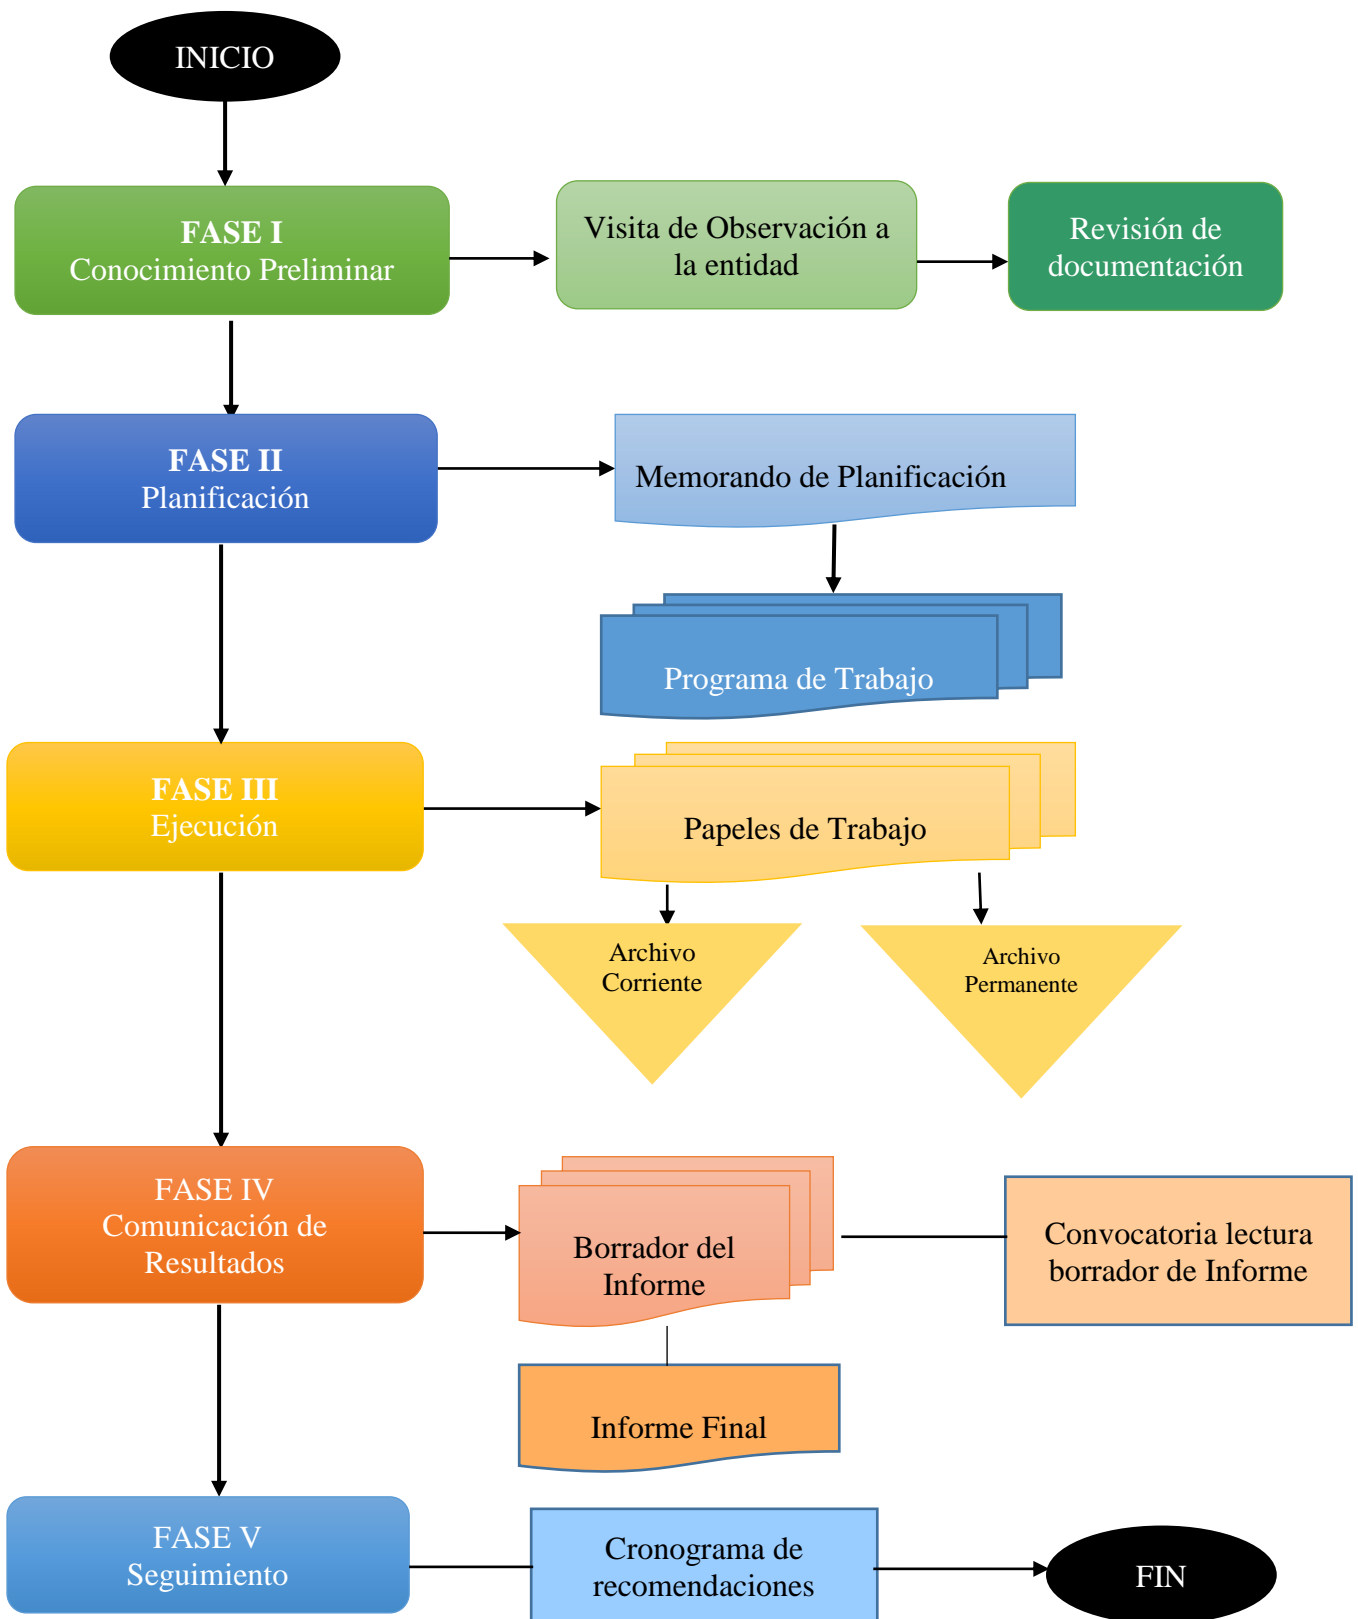 INICIO
FASE I
Conocimiento Preliminar
Visita de Observación a
la entidad
Revisión de
documentación
FASE II
Planificación
Memorando de Planificación
Programa de Trabajo
FASE III
Ejecución
Papeles de Trabajo
Archivo
Corriente
Archivo
Permanente
FASE IV
Comunicación de
Resultados
Borrador del
Informe
Convocatoria lectura
borrador de Informe
Informe Final
FASE V
Seguimiento
Cronograma de
recomendaciones
FIN